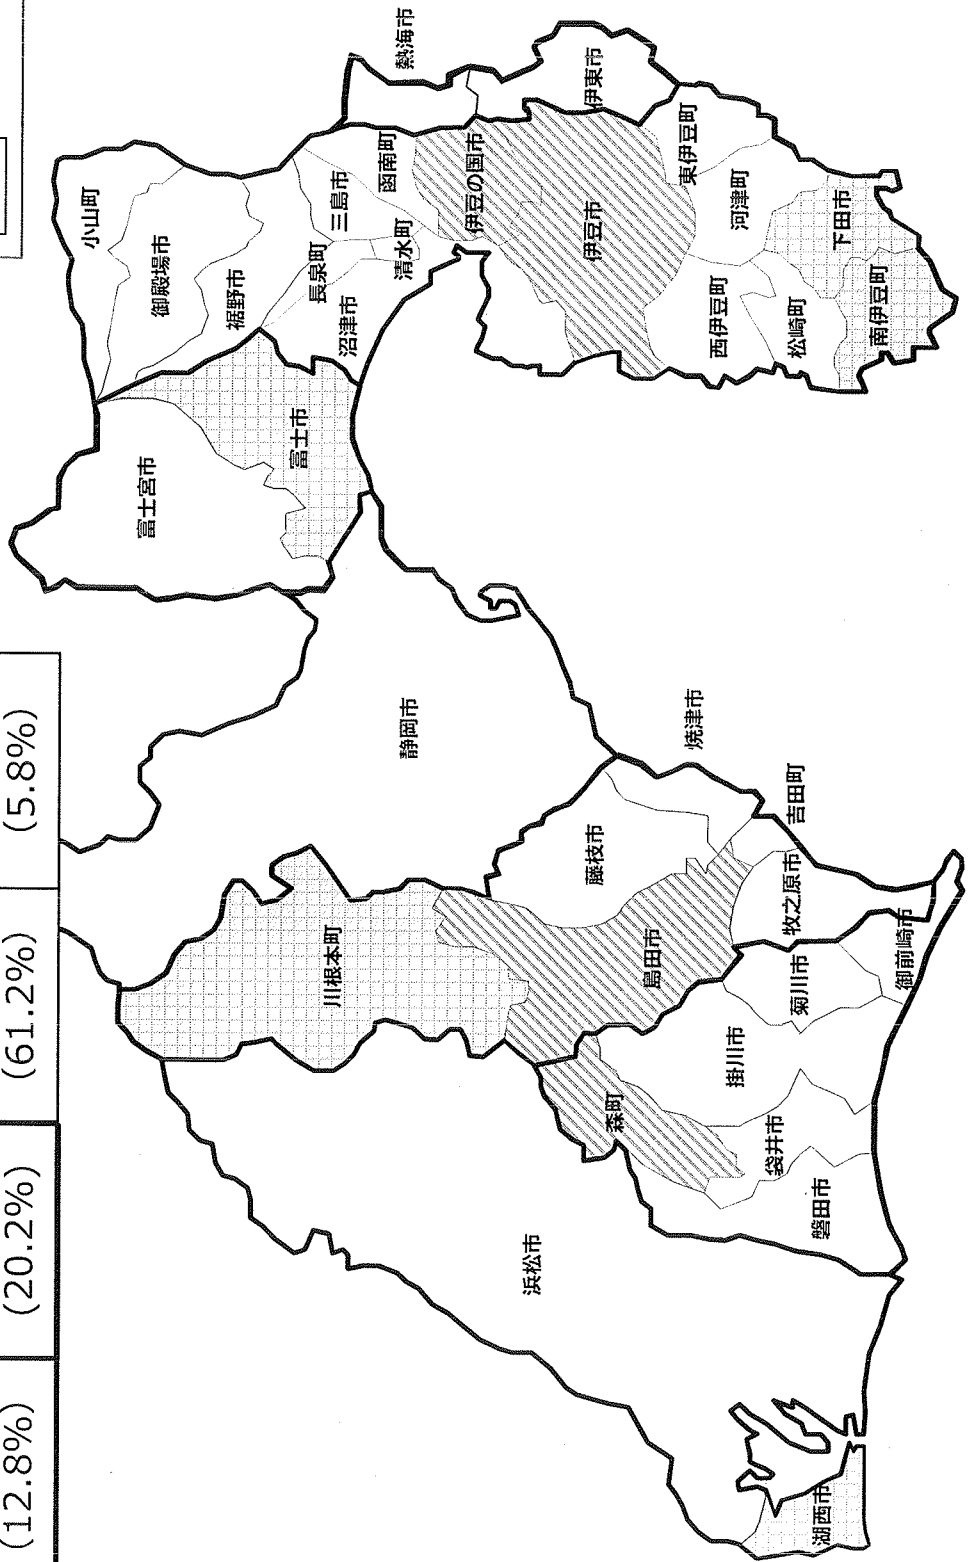 (12.8%) (20.2%) (61.2%) (5.8%)
小山町
御殿場市
裾野市
長泉町
三島市
函南町
熱海市
清水町
沼津市
伊豆の国市
伊東市
伊豆市
東伊豆町
河津町
西伊豆町
松崎町
下田市
南伊豆町
富士宮市
富士市
静岡市
焼津市
藤枝市
吉田町
牧之原市
島田市
川根本町
御前崎市
菊川市
掛川市
森町
袋井市
磐田市
浜松市
湖西市